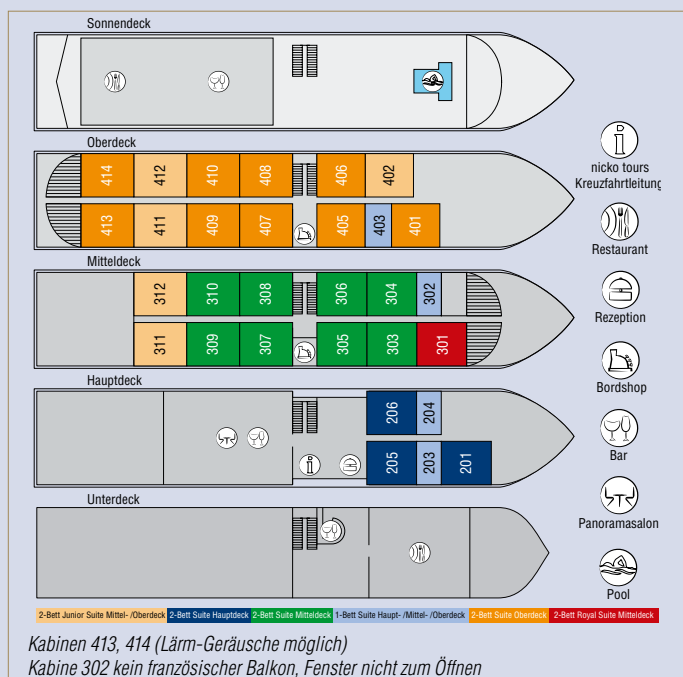 Sonnendeck
Oberdeck
414 412 410 408 406 402
413 411 409 407 405 403 401
Mitteldeck
312 310 308 306 304 302
311 309 307 305 303 301
Hauptdeck
206 204
205 203 201
Unterdeck
nicko tours
Kreuzfahrtleitung
Restaurant
Rezeption
Bordshop
Bar
Panoramasalon
Pool
2-Bett Junior Suite Mittel- /Oberdeck 2-Bett Suite Hauptdeck 2-Bett Suite Mitteldeck 1-Bett Suite Haupt- /Mittel- /Oberdeck 2-Bett Suite Oberdeck 2-Bett Royal Suite Mitteldeck
Kabinen 413, 414 (Lärm-Geräusche möglich)
Kabine 302 kein französischer Balkon, Fenster nicht zum Öffnen